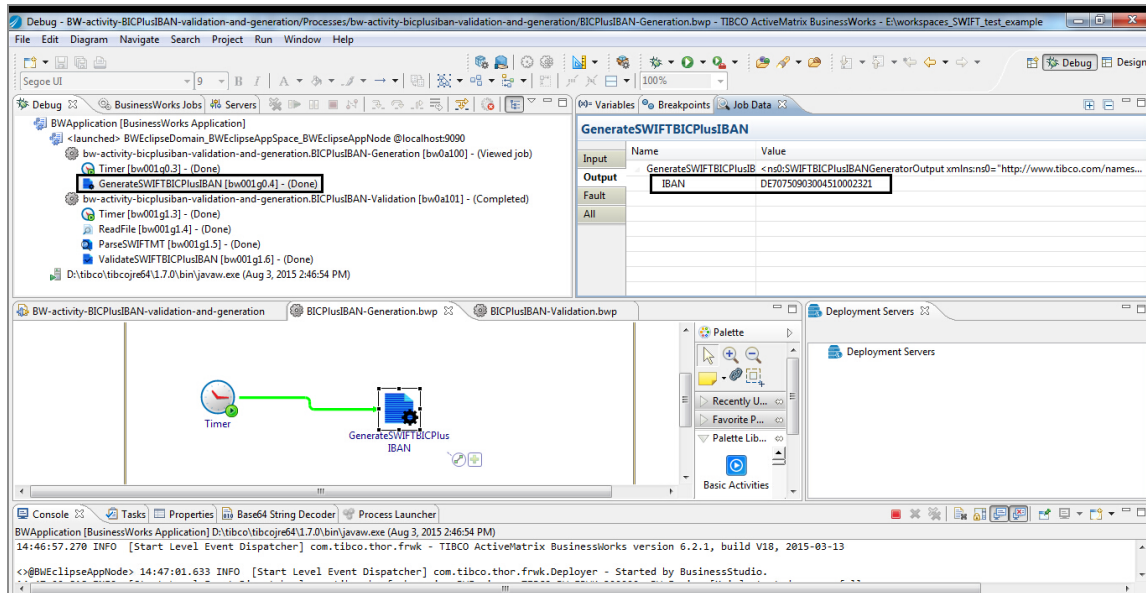 Debug - BW-activity-BICPlusIBAN-validation-and-generation/Processes/bw-activity-bicplusiban-validation-and-generation/BICPlusIBAN-Generation.bwp - TIBCO ActiveMatrix BusinessWorks - E:\workspaces_SWIFT_test_example
File Edit Diagram Navigate Search Project Run Window Help
Debug Design
Segoe UI 9 B I A 100%
Debug BusinessWorks Jobs Servers
BWApplication [BusinessWorks Application]
<launched> BWEclipseDomain_BWEclipseAppSpace_BWEclipseAppNode @localhost:9090
bw-activity-bicplusiban-validation-and-generation.BICPlusIBAN-Generation [bw0a100] - (Viewed job)
Timer [bw001g0.3] - (Done)
GenerateSWIFTBICPlusIBAN [bw001g0.4] - (Done)
bw-activity-bicplusiban-validation-and-generation.BICPlusIBAN-Validation [bw0a101] - (Completed)
Timer [bw001g1.3] - (Done)
ReadFile [bw001g1.4] - (Done)
ParseSWIFTMT [bw001g1.5] - (Done)
ValidateSWIFTBICPlusIBAN [bw001g1.6] - (Done)
D:\tibco\tibcojre64\1.7.0\bin\javaw.exe (Aug 3, 2015 2:46:54 PM)
(x)= Variables Breakpoints Job Data
GenerateSWIFTBICPlusIBAN
Input
Output
Fault
All
Name Value
GenerateSWIFTBICPlusIB <ns0:SWIFTBICPlusIBANGeneratorOutput xmlns:ns0="http://www.tibco.com/names...
IBAN DE70750903004510002321
BW-activity-BICPlusIBAN-validation-and-generation BICPlusIBAN-Generation.bwp BICPlusIBAN-Validation.bwp
Timer
GenerateSWIFTBICPlus
IBAN
Palette
Recently U...
Favorite P...
Palette Lib...
Basic Activities
Deployment Servers
Deployment Servers
Console Tasks Properties Base64 String Decoder Process Launcher
BWApplication [BusinessWorks Application] D:\tibco\tibcojre64\1.7.0\bin\javaw.exe (Aug 3, 2015 2:46:54 PM)
14:46:57.270 INFO [Start Level Event Dispatcher] com.tibco.thor.frwk - TIBCO ActiveMatrix BusinessWorks version 6.2.1, build V18, 2015-03-13
<>@BWEclipseAppNode> 14:47:01.633 INFO [Start Level Event Dispatcher] com.tibco.thor.frwk.Deployer - Started by BusinessStudio.